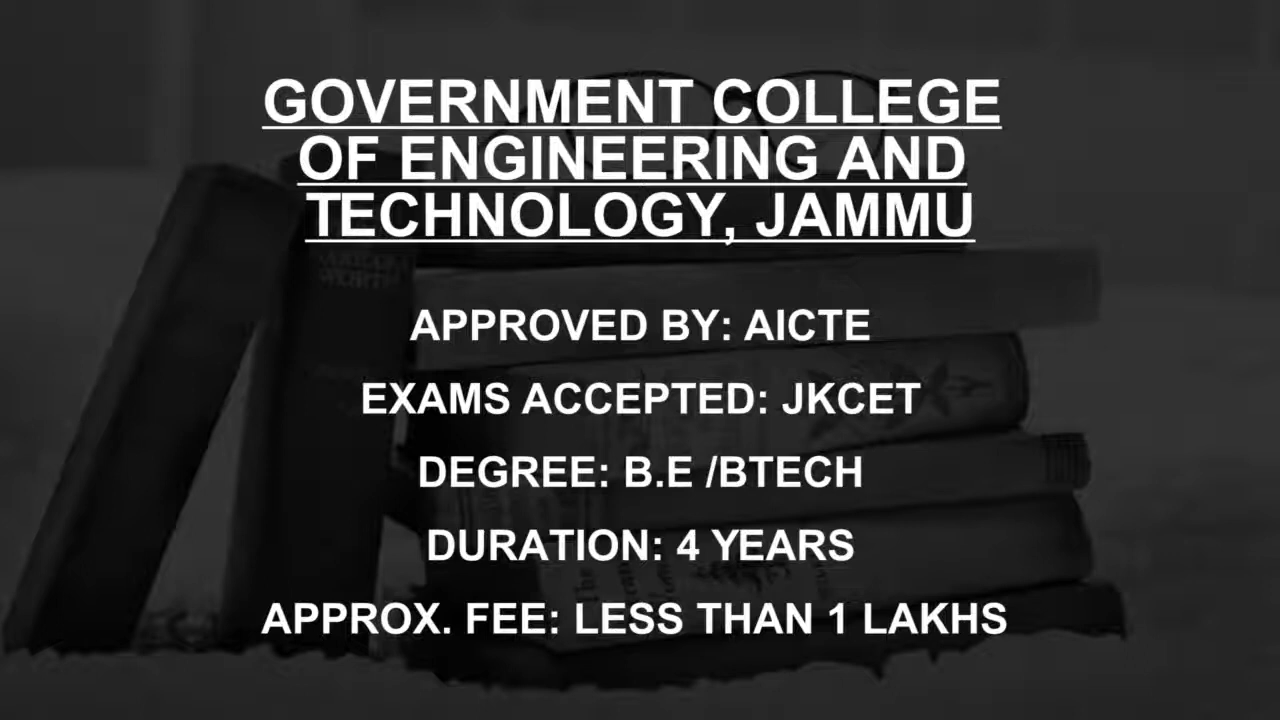 GOVERNMENT COLLEGE
OF ENGINEERING AND
TECHNOLOGY, JAMMU
APPROVED BY: AICTE
EXAMS ACCEPTED: JKCET
DEGREE: B.E /BTECH
DURATION: 4 YEARS
APPROX. FEE: LESS THAN 1 LAKHS